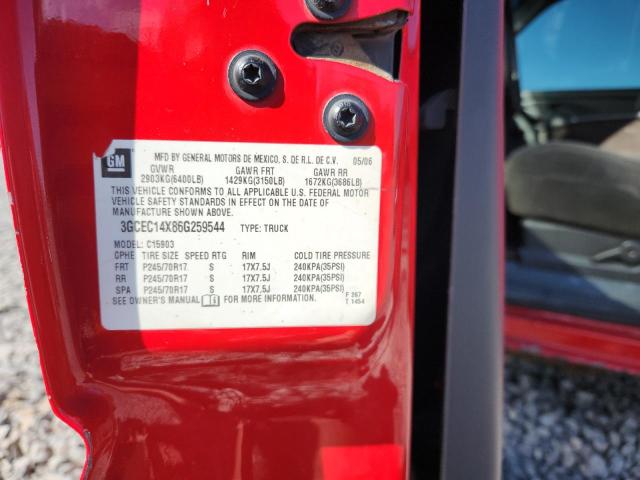 GM
MFD BY GENERAL MOTORS DE MEXICO, S. DE R.L. DE C.V. 05/06
GVWR GAWR FRT GAWR RR
2903KG(6400LB) 1429KG(3150LB) 1672KG(3686LB)
THIS VEHICLE CONFORMS TO ALL APPLICABLE U.S. FEDERAL MOTOR
VEHICLE SAFETY STANDARDS IN EFFECT ON THE DATE OF
MANUFACTURE SHOWN ABOVE.
3GCEC14X86G259544 TYPE: TRUCK
MODEL: C15903
CPHE TIRE SIZE SPEED RTG RIM COLD TIRE PRESSURE
FRT P245/70R17 S 17X7.5J 240KPA(35PSI)
RR P245/70R17 S 17X7.5J 240KPA(35PSI)
SPA P245/70R17 S 17X7.5J 240KPA(35PSI)
SEE OWNER'S MANUAL FOR MORE INFORMATION.
F 267
T 1454